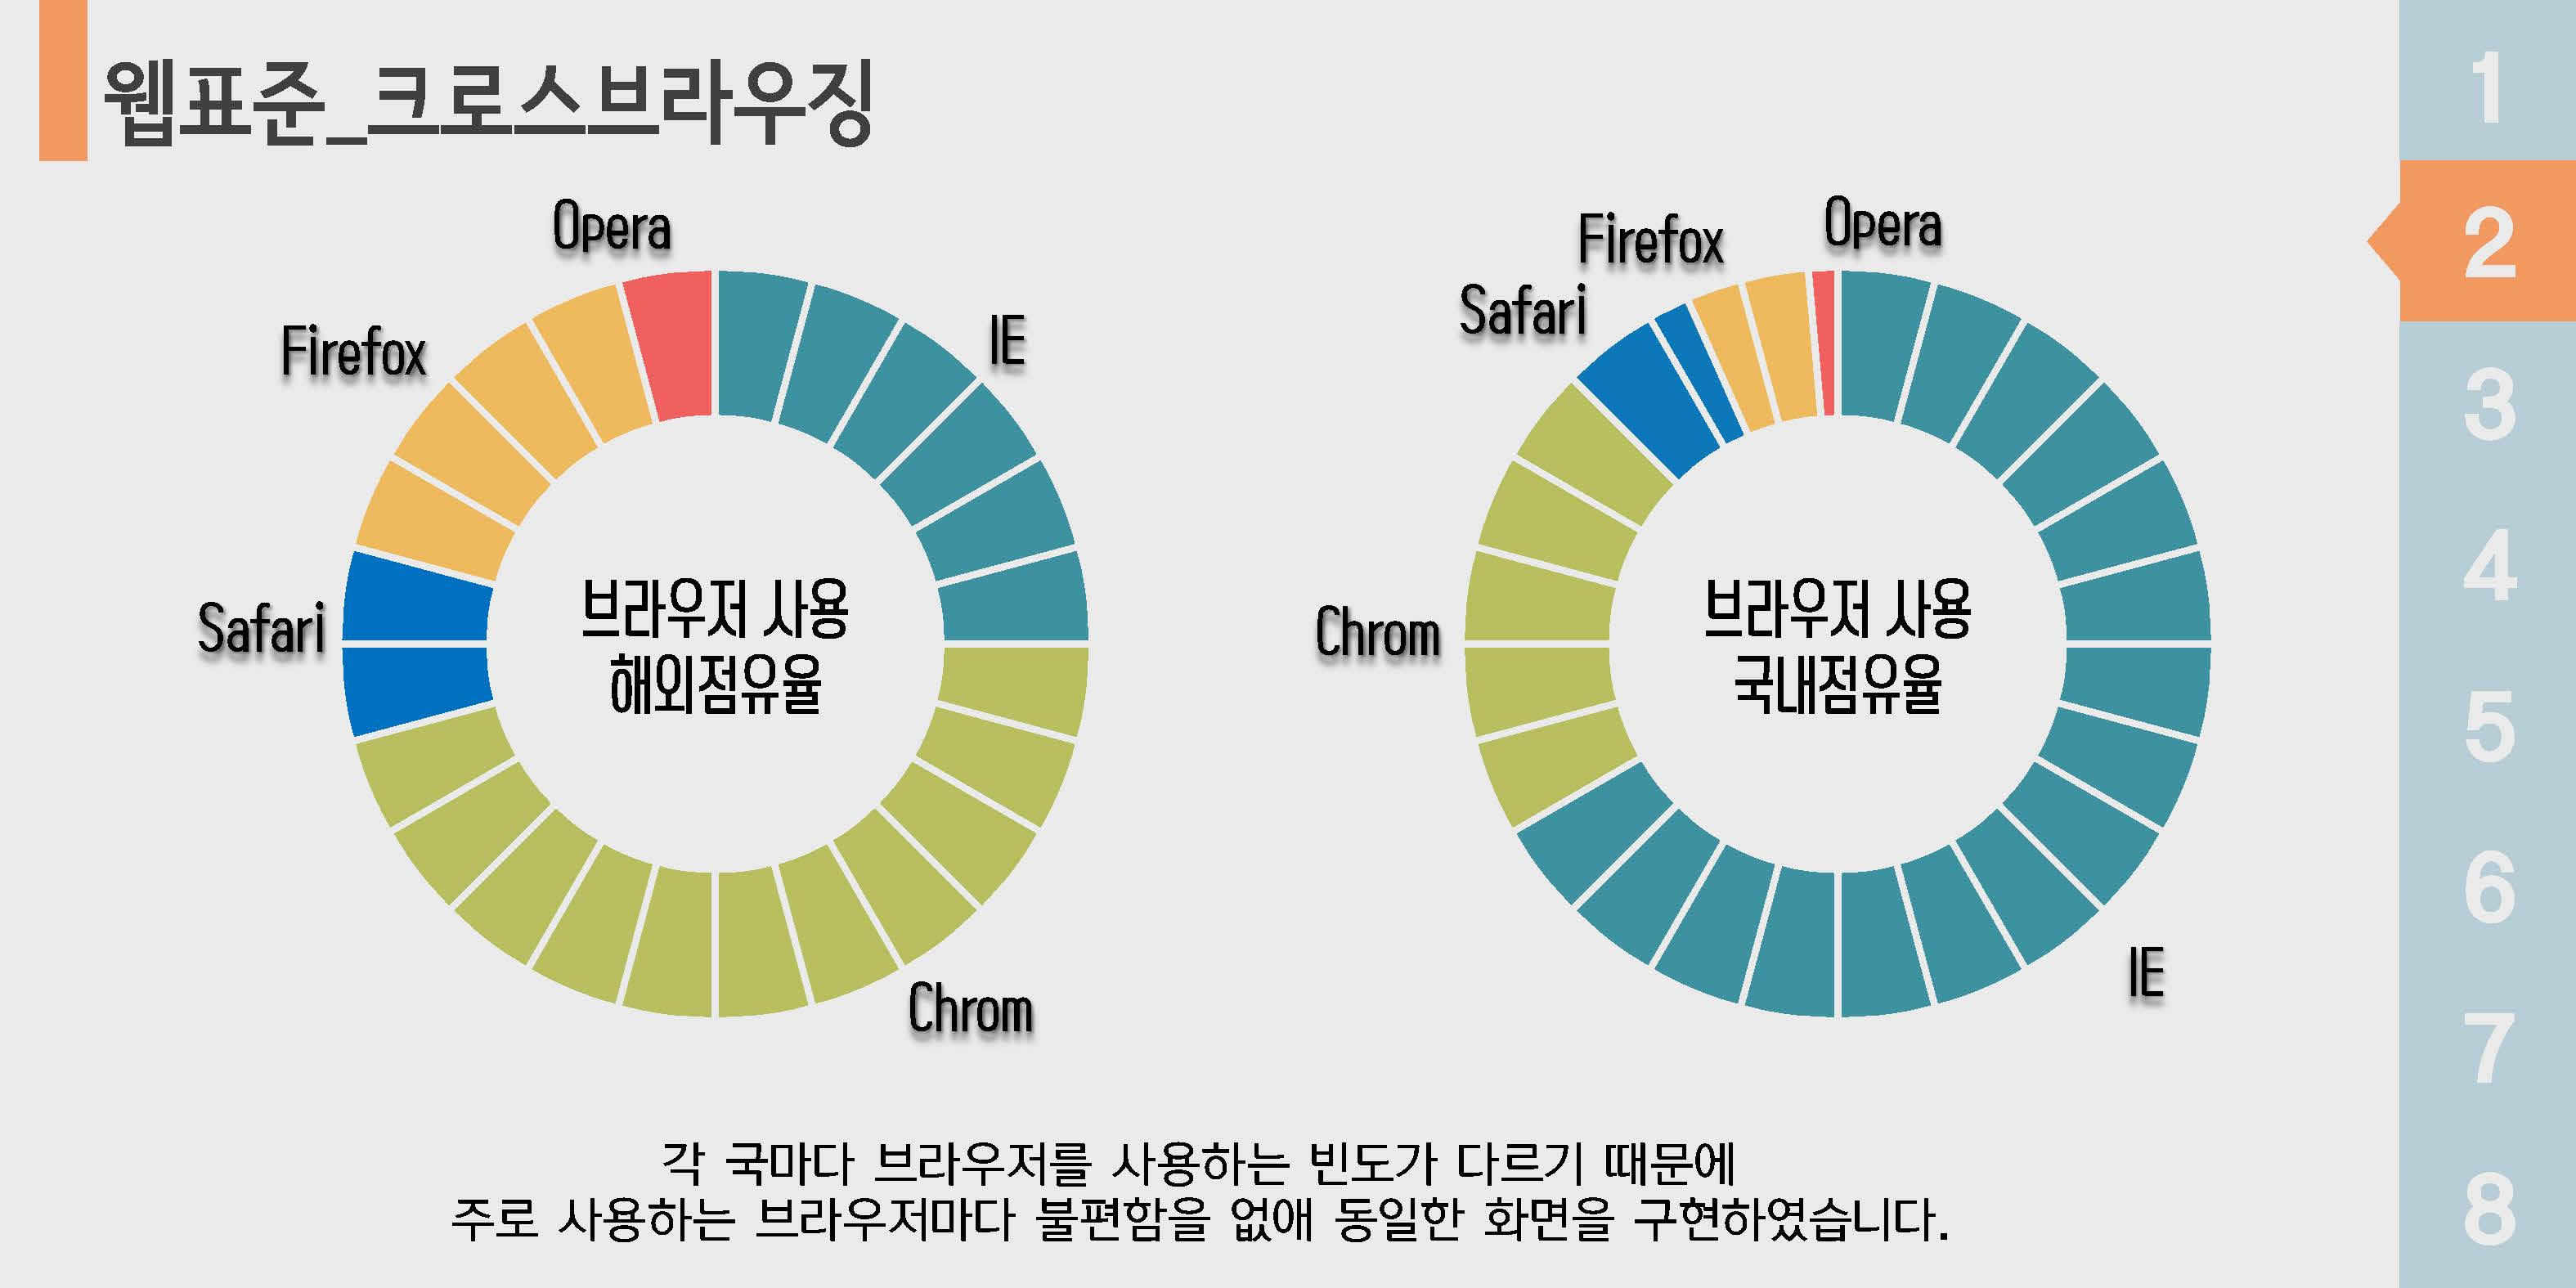 웹표준_크로스브라우징
Opera
Firefox
IE
Safari
Chrom
브라우저 사용
해외점유율
Opera
Firefox
Safari
Chrom
IE
브라우저 사용
국내점유율
각 국마다 브라우저를 사용하는 빈도가 다르기 때문에
주로 사용하는 브라우저마다 불편함을 없애 동일한 화면을 구현하였습니다.
1
2
3
4
5
6
7
8